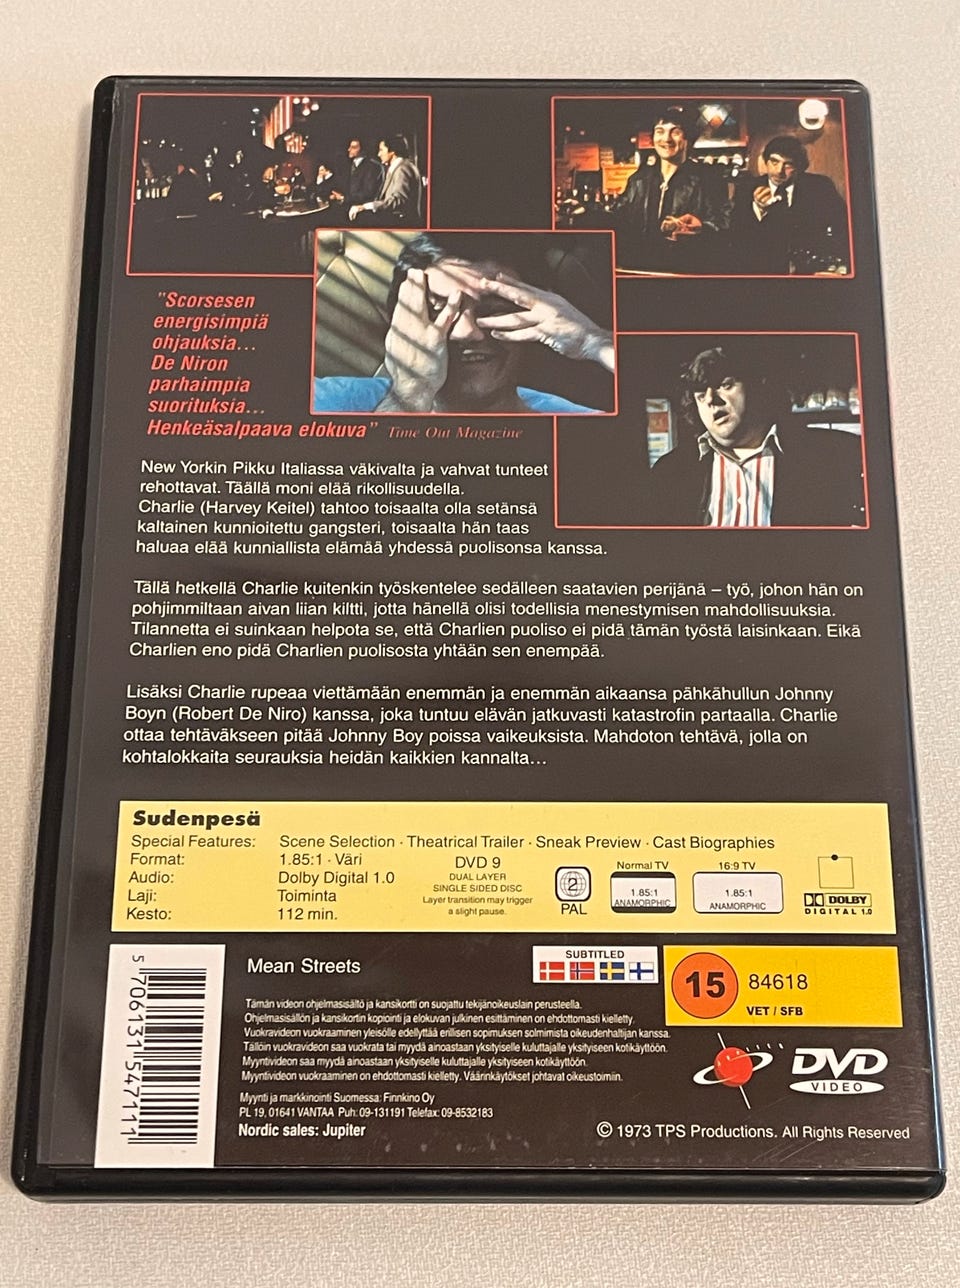 "Scorsesen
energisimpiä
ohjauksia...
De Niron
parhaimpia
suorituksia...
Henkeäsalpaava elokuva" Time Out Magazine
New Yorkin Pikku Italiassa väkivalta ja vahvat tunteet
rehottavat. Täällä moni elää rikollisuudella.
Charlie (Harvey Keitel) tahtoo toisaalta olla setänsä
kaltainen kunnioitettu gangsteri, toisaalta hän taas
haluaa elää kunniallista elämää yhdessä puolisonsa kanssa.
Tällä hetkellä Charlie kuitenkin työskentelee sedälleen saatavien perijänä – työ, johon hän on
pohjimmiltaan aivan liian kiltti, jotta hänellä olisi todellisia menestymisen mahdollisuuksia.
Tilannetta ei suinkaan helpota se, että Charlien puoliso ei pidä tämän työstä laisinkaan. Eikä
Charlien eno pidä Charlien puolisosta yhtään sen enempää.
Lisäksi Charlie rupeaa viettämään enemmän ja enemmän aikaansa pähkähullun Johnny
Boyn (Robert De Niro) kanssa, joka tuntuu elävän jatkuvasti katastrofin partaalla. Charlie
ottaa tehtäväkseen pitää Johnny Boy poissa vaikeuksista. Mahdoton tehtävä, jolla on
kohtalokkaita seurauksia heidän kaikkien kannalta...
Sudenpesä
Special Features: Scene Selection · Theatrical Trailer · Sneak Preview · Cast Biographies
Format: 1.85:1 · Väri
Audio: Dolby Digital 1.0
Laji: Toiminta
Kesto: 112 min.
DVD 9
DUAL LAYER
SINGLE SIDED DISC
Layer transition may trigger
a slight pause.
2
PAL
Normal TV
1.85:1
ANAMORPHIC
16:9 TV
1.85:1
ANAMORPHIC
DOLBY
DIGITAL 1.0
5 706131 547111
Mean Streets
SUBTITLED
15
84618
VET / SFB
Tämän videon ohjelmasisältö ja kansikortti on suojattu tekijänoikeuslain perusteella.
Ohjelmasisällön ja kansikortin kopiointi ja elokuvan julkinen esittäminen on ehdottomasti kielletty.
Vuokravideon vuokraaminen yleisölle edellyttää erillisen sopimuksen solmimista oikeudenhaltijan kanssa.
Tällöin vuokravideon saa vuokrata tai myydä ainoastaan yksityiselle kuluttajalle yksityiseen kotikäyttöön.
Myyntivideon saa myydä ainoastaan yksityiselle kuluttajalle yksityiseen kotikäyttöön.
Myyntivideon vuokraaminen on ehdottomasti kielletty. Väärinkäytökset johtavat oikeustoimiin.
Myynti ja markkinointi Suomessa: Finnkino Oy
PL 19, 01641 VANTAA Puh: 09-131191 Telefax: 09-8532183
Nordic sales: Jupiter
DVD
VIDEO
© 1973 TPS Productions. All Rights Reserved